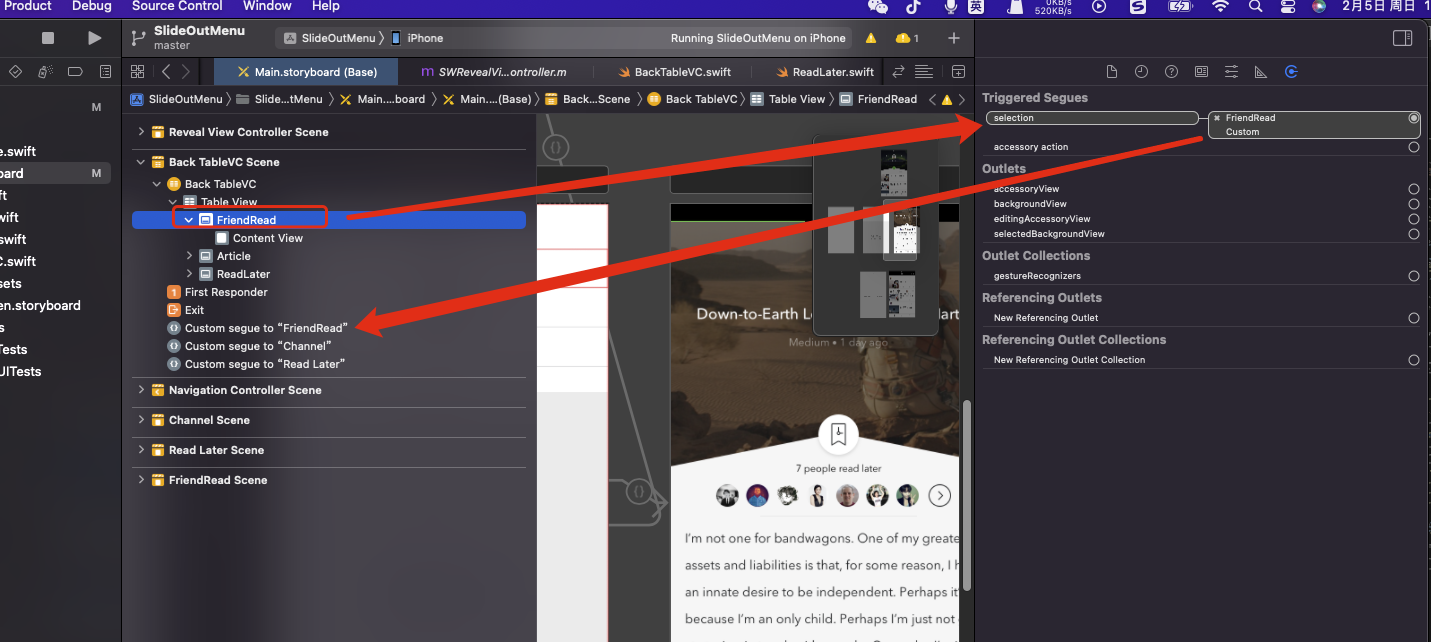 Product Debug Source Control Window Help
英 0KB/s 520KB/s 2月5日 周日 1
SlideOutMenu
master
SlideOutMenu iPhone
Running SlideOutMenu on iPhone
1
Main.storyboard (Base)
SWRevealVi...ontroller.m
BackTableVC.swift
ReadLater.swift
SlideOutMenu Slide...tMenu Main....board Main....(Base) Back...Scene Back TableVC Table View FriendRead
M
e.swift
oard M
ft
wift
swift
C.swift
sets
en.storyboard
s
Tests
UITests
Reveal View Controller Scene
Back TableVC Scene
Back TableVC
Table View
FriendRead
Content View
Article
ReadLater
First Responder
Exit
Custom segue to “FriendRead”
Custom segue to “Channel”
Custom segue to “Read Later”
Navigation Controller Scene
Channel Scene
Read Later Scene
FriendRead Scene
Down-to-Earth L
art
Medium • 1 day ago
7 people read later
I’m not one for bandwagons. One of my greate
assets and liabilities is that, for some reason, I h
an innate desire to be independent. Perhaps it’
because I’m an only child. Perhaps I’m just not
Triggered Segues
selection
FriendRead
Custom
accessory action
Outlets
accessoryView
backgroundView
editingAccessoryView
selectedBackgroundView
Outlet Collections
gestureRecognizers
Referencing Outlets
New Referencing Outlet
Referencing Outlet Collections
New Referencing Outlet Collection